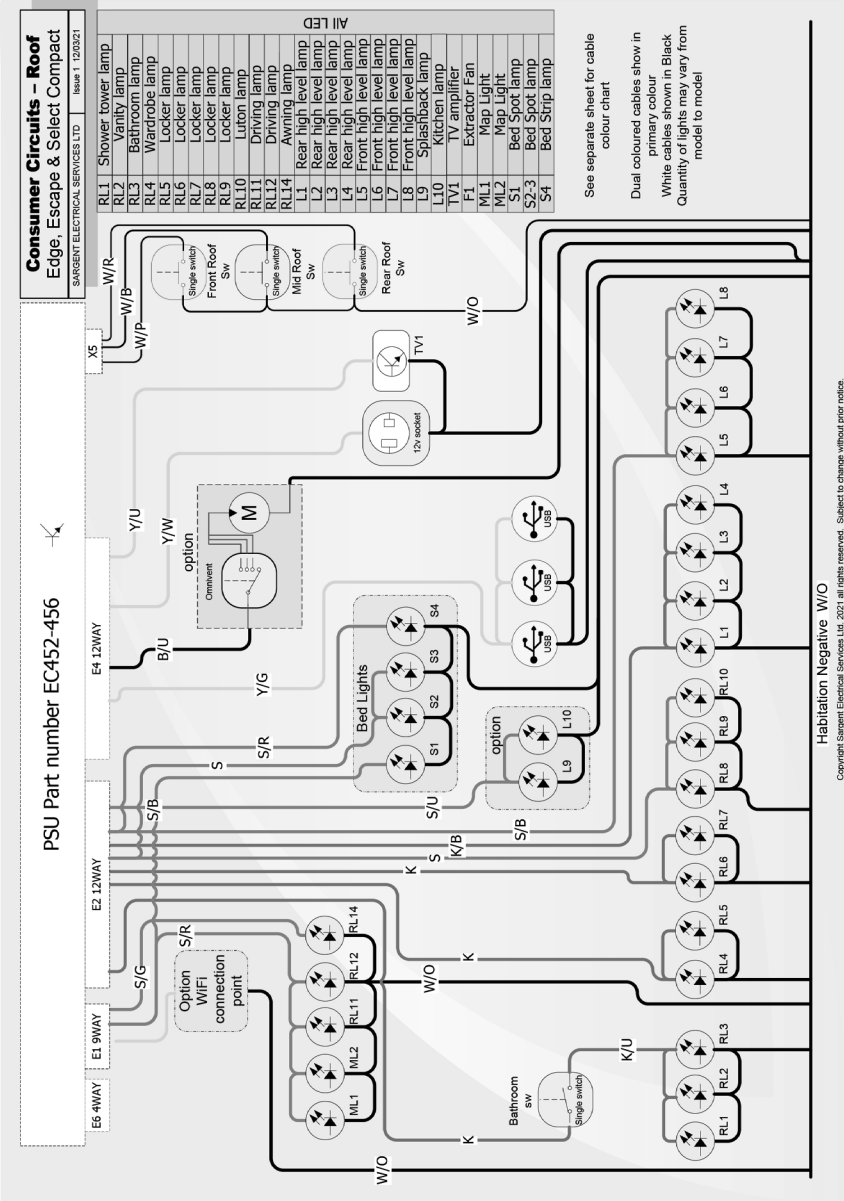 Consumer Circuits – Roof
Edge, Escape & Select Compact
SARGENT ELECTRICAL SERVICES LTD
Issue 1 12/03/21
All LED
RL1 Shower tower lamp
RL2 Vanity lamp
RL3 Bathroom lamp
RL4 Wardrobe lamp
RL5 Locker lamp
RL6 Locker lamp
RL7 Locker lamp
RL8 Locker lamp
RL9 Locker lamp
RL10 Luton lamp
RL11 Driving lamp
RL12 Driving lamp
RL14 Awning lamp
L1 Rear high level lamp
L2 Rear high level lamp
L3 Rear high level lamp
L4 Rear high level lamp
L5 Front high level lamp
L6 Front high level lamp
L7 Front high level lamp
L8 Front high level lamp
L9 Splashback lamp
L10 Kitchen lamp
TV1 TV amplifier
F1 Extractor Fan
ML1 Map Light
ML2 Map Light
S1 Bed Spot lamp
S2-3 Bed Spot lamp
S4 Bed Strip lamp
See separate sheet for cable
colour chart
Dual coloured cables show in
primary colour
White cables shown in Black
Quantity of lights may vary from
model to model
PSU Part number EC452-456
E6 4WAY
E1 9WAY
E2 12WAY
E4 12WAY
X5
W/R
W/B
W/P
Single switch
Front Roof
Sw
Single switch
Mid Roof
Sw
Single switch
Rear Roof
Sw
W/O
Y/U
Y/W
TV1
12v socket
option
Omnivent
M
B/U
Y/G
USB
USB
USB
S/R
S
S/B
Bed Lights
S1
S2
S3
S4
S/U
option
L9
L10
S/B
K/B
S
K
S/G
S/R
Option
WiFi
connection
point
ML1
ML2
RL11
RL12
RL14
K
W/O
K
W/O
Bathroom
sw
Single switch
K/U
RL1
RL2
RL3
RL4
RL5
RL6
RL7
RL8
RL9
RL10
L1
L2
L3
L4
L5
L6
L7
L8
Habitation Negative W/O
Copyright Sargent Electrical Services Ltd. 2021 all rights reserved. Subject to change without prior notice.